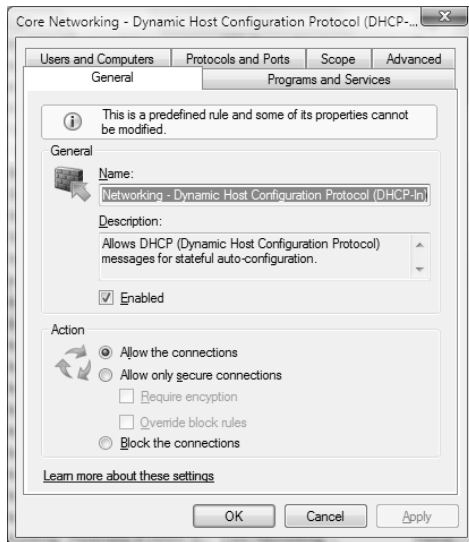 Core Networking - Dynamic Host Configuration Protocol (DHCP-...
Users and Computers Protocols and Ports Scope Advanced
General Programs and Services
This is a predefined rule and some of its properties cannot
be modified.
General
Name:
Networking - Dynamic Host Configuration Protocol (DHCP-In)
Description:
Allows DHCP (Dynamic Host Configuration Protocol)
messages for stateful auto-configuration.
Enabled
Action
Allow the connections
Allow only secure connections
Require encryption
Override block rules
Block the connections
Learn more about these settings
OK Cancel Apply